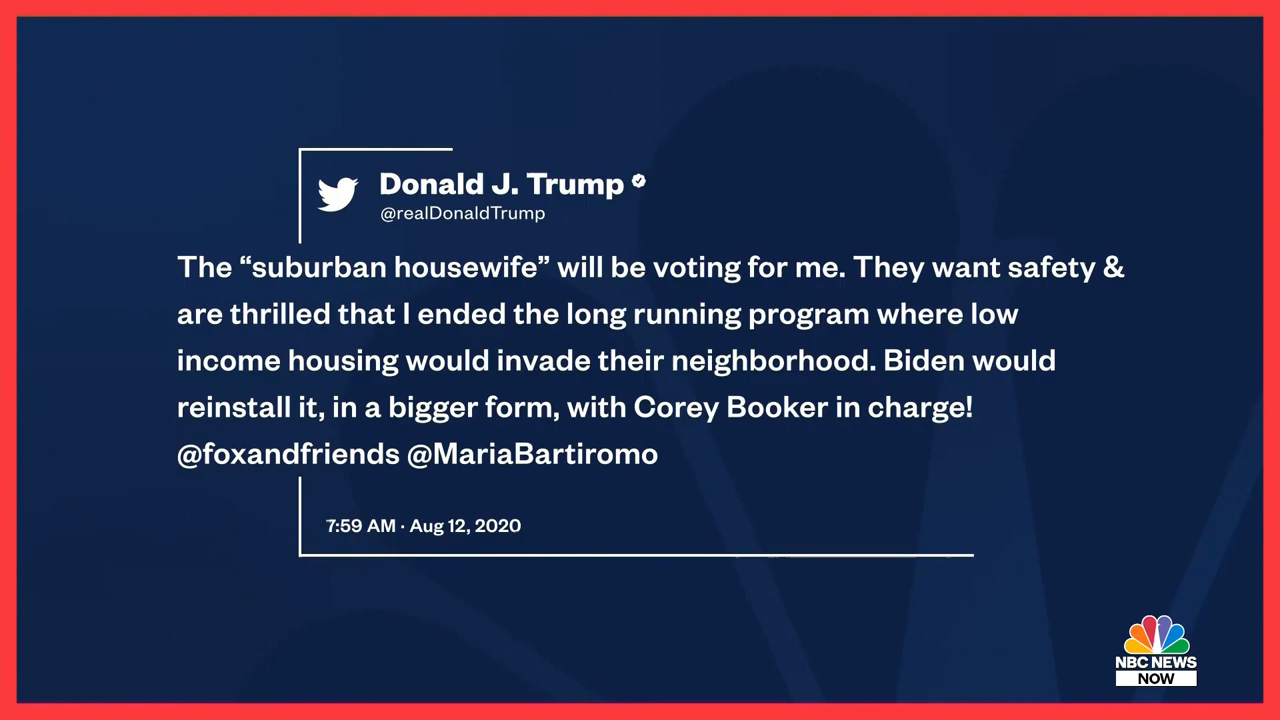 Donald J. Trump
@realDonaldTrump
The “suburban housewife” will be voting for me. They want safety &
are thrilled that I ended the long running program where low
income housing would invade their neighborhood. Biden would
reinstall it, in a bigger form, with Corey Booker in charge!
@foxandfriends @MariaBartiromo
7:59 AM · Aug 12, 2020
NBC NEWS
NOW